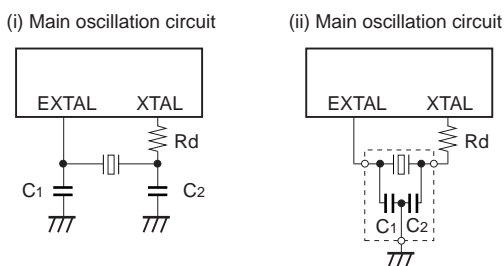 (i) Main oscillation circuit
EXTAL
XTAL
Rd
C1
C2
(ii) Main oscillation circuit
EXTAL
XTAL
Rd
C1
C2